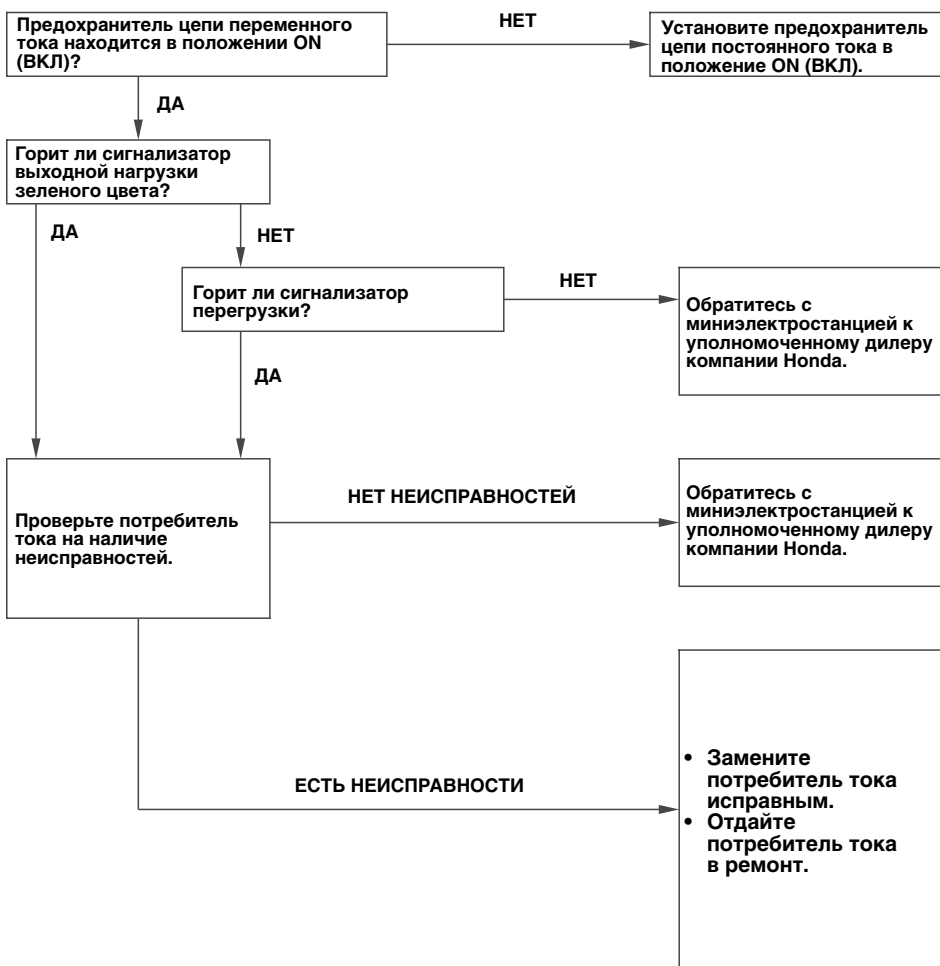 Предохранитель цепи переменного
тока находится в положении ON
(ВКЛ)?
НЕТ
Установите предохранитель
цепи постоянного тока в
положение ON (ВКЛ).
ДА
Горит ли сигнализатор
выходной нагрузки
зеленого цвета?
ДА
НЕТ
Горит ли сигнализатор
перегрузки?
НЕТ
Обратитесь с
миниэлектростанцией к
уполномоченному дилеру
компании Honda.
ДА
Проверьте потребитель
тока на наличие
неисправностей.
НЕТ НЕИСПРАВНОСТЕЙ
Обратитесь с
миниэлектростанцией к
уполномоченному дилеру
компании Honda.
ЕСТЬ НЕИСПРАВНОСТИ
• Замените
потребитель тока
исправным.
• Отдайте
потребитель тока
в ремонт.